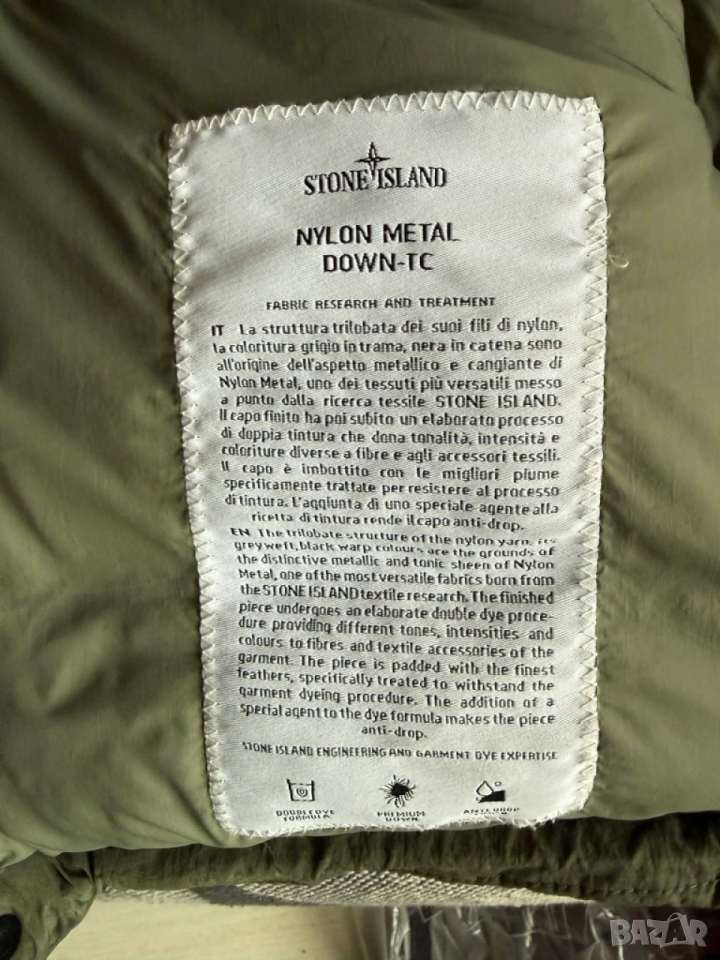 STONE ISLAND
NYLON METAL
DOWN-TC
FABRIC RESEARCH AND TREATMENT
IT La struttura trilobata dei suoi fili di nylon,
la coloritura grigio in trama, nera in catena sono
all'origine dell'aspetto metallico e cangiante di
Nylon Metal, uno dei tessuti più versatili messo
a punto dalla ricerca tessile STONE ISLAND.
Il capo finito ha poi subito un elaborato processo
di doppia tintura che dona tonalità, intensità e
coloriture diverse a fibre e agli accessori tessili.
Il capo è imbottito con le migliori piume
specificamente trattate per resistere al processo
di tintura. L'aggiunta di uno speciale agente alla
ricetta di tintura rende il capo anti-drop.
EN The trilobate structure of the nylon yarn, its
grey weft, black warp colours are the grounds of
the distinctive metallic and tonic sheen of Nylon
Metal, one of the most versatile fabrics born from
the STONE ISLAND textile research. The finished
piece undergoes an elaborate double dye proce-
dure providing different tones, intensities and
colours to fibres and textile accessories of the
garment. The piece is padded with the finest
feathers, specifically treated to withstand the
garment dyeing procedure. The addition of a
special agent to the dye formula makes the piece
anti-drop.
STONE ISLAND ENGINEERING AND GARMENT DYE EXPERTISE
DOUBLE DYE
FORMULA
PREMIUM
DOWN
ANTI DROP
BAZAR